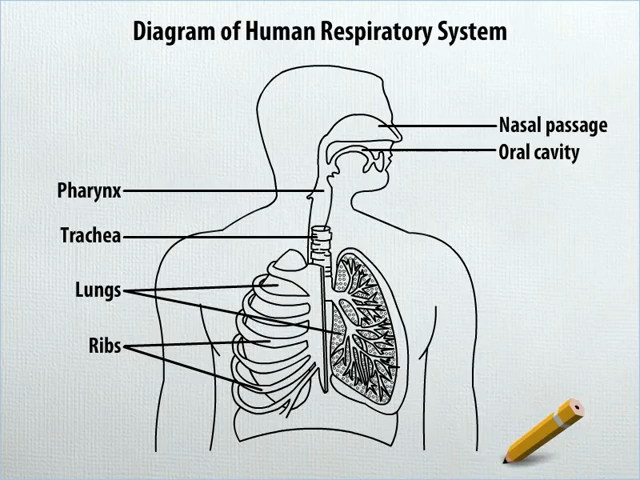 Diagram of Human Respiratory System
Nasal passage
Oral cavity
Pharynx
Trachea
Lungs
Ribs